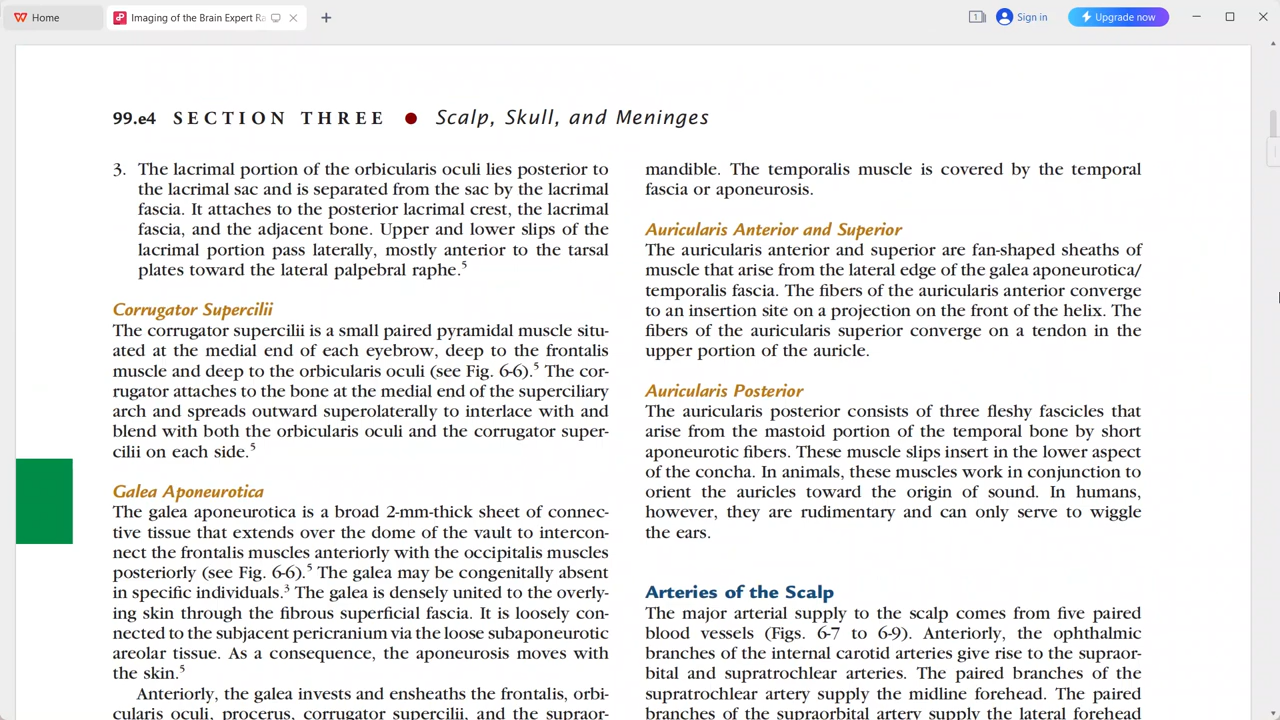 Home
Imaging of the Brain Expert Ra
1
Sign in
Upgrade now
99.e4 SECTION THREE ● Scalp, Skull, and Meninges
3. The lacrimal portion of the orbicularis oculi lies posterior to
the lacrimal sac and is separated from the sac by the lacrimal
fascia. It attaches to the posterior lacrimal crest, the lacrimal
fascia, and the adjacent bone. Upper and lower slips of the
lacrimal portion pass laterally, mostly anterior to the tarsal
plates toward the lateral palpebral raphe.5
Corrugator Supercilii
The corrugator supercilii is a small paired pyramidal muscle situ-
ated at the medial end of each eyebrow, deep to the frontalis
muscle and deep to the orbicularis oculi (see Fig. 6-6).5 The cor-
rugator attaches to the bone at the medial end of the superciliary
arch and spreads outward superolaterally to interlace with and
blend with both the orbicularis oculi and the corrugator super-
cilii on each side.5
Galea Aponeurotica
The galea aponeurotica is a broad 2-mm-thick sheet of connec-
tive tissue that extends over the dome of the vault to intercon-
nect the frontalis muscles anteriorly with the occipitalis muscles
posteriorly (see Fig. 6-6).5 The galea may be congenitally absent
in specific individuals.3 The galea is densely united to the overly-
ing skin through the fibrous superficial fascia. It is loosely con-
nected to the subjacent pericranium via the loose subaponeurotic
areolar tissue. As a consequence, the aponeurosis moves with
the skin.5
Anteriorly, the galea invests and ensheaths the frontalis, orbi-
cularis oculi, procerus, corrugator supercilii, and the supraor-
mandible. The temporalis muscle is covered by the temporal
fascia or aponeurosis.
Auricularis Anterior and Superior
The auricularis anterior and superior are fan-shaped sheaths of
muscle that arise from the lateral edge of the galea aponeurotica/
temporalis fascia. The fibers of the auricularis anterior converge
to an insertion site on a projection on the front of the helix. The
fibers of the auricularis superior converge on a tendon in the
upper portion of the auricle.
Auricularis Posterior
The auricularis posterior consists of three fleshy fascicles that
arise from the mastoid portion of the temporal bone by short
aponeurotic fibers. These muscle slips insert in the lower aspect
of the concha. In animals, these muscles work in conjunction to
orient the auricles toward the origin of sound. In humans,
however, they are rudimentary and can only serve to wiggle
the ears.
Arteries of the Scalp
The major arterial supply to the scalp comes from five paired
blood vessels (Figs. 6-7 to 6-9). Anteriorly, the ophthalmic
branches of the internal carotid arteries give rise to the supraor-
bital and supratrochlear arteries. The paired branches of the
supratrochlear artery supply the midline forehead. The paired
branches of the supraorbital artery supply the lateral forehead